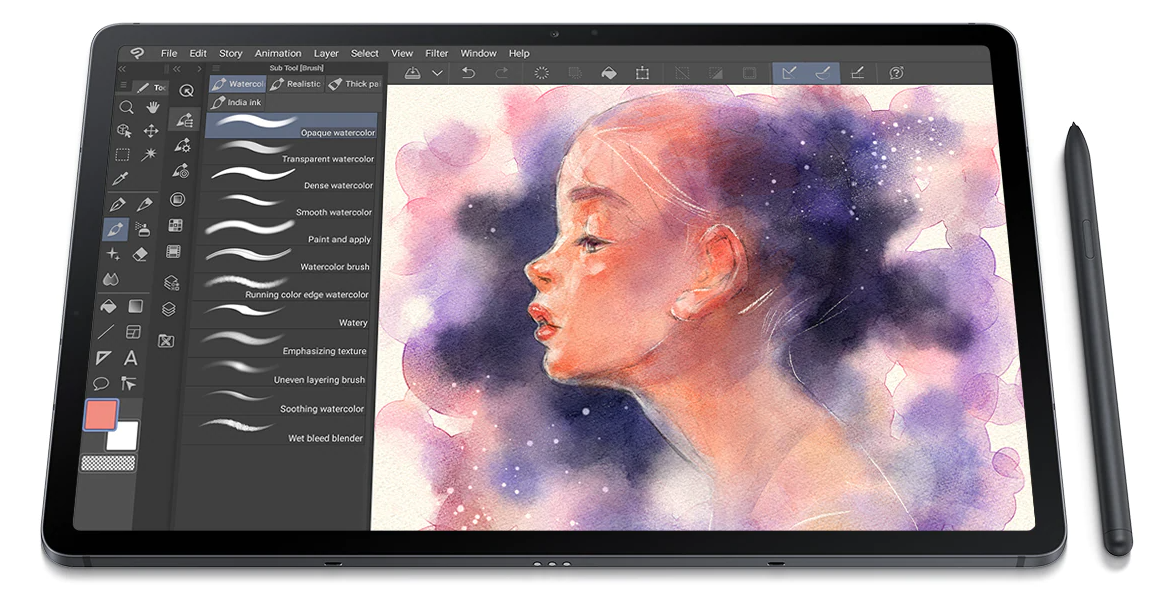 File Edit Story Animation Layer Select View Filter Window Help
Sub Tool [Brush]
Too
Watercol Realistic Thick pa
India ink
Opaque watercolor
Transparent watercolor
Dense watercolor
Smooth watercolor
Paint and apply
Watercolor brush
Running color edge watercolor
Watery
Emphasizing texture
Uneven layering brush
Soothing watercolor
Wet bleed blender
A